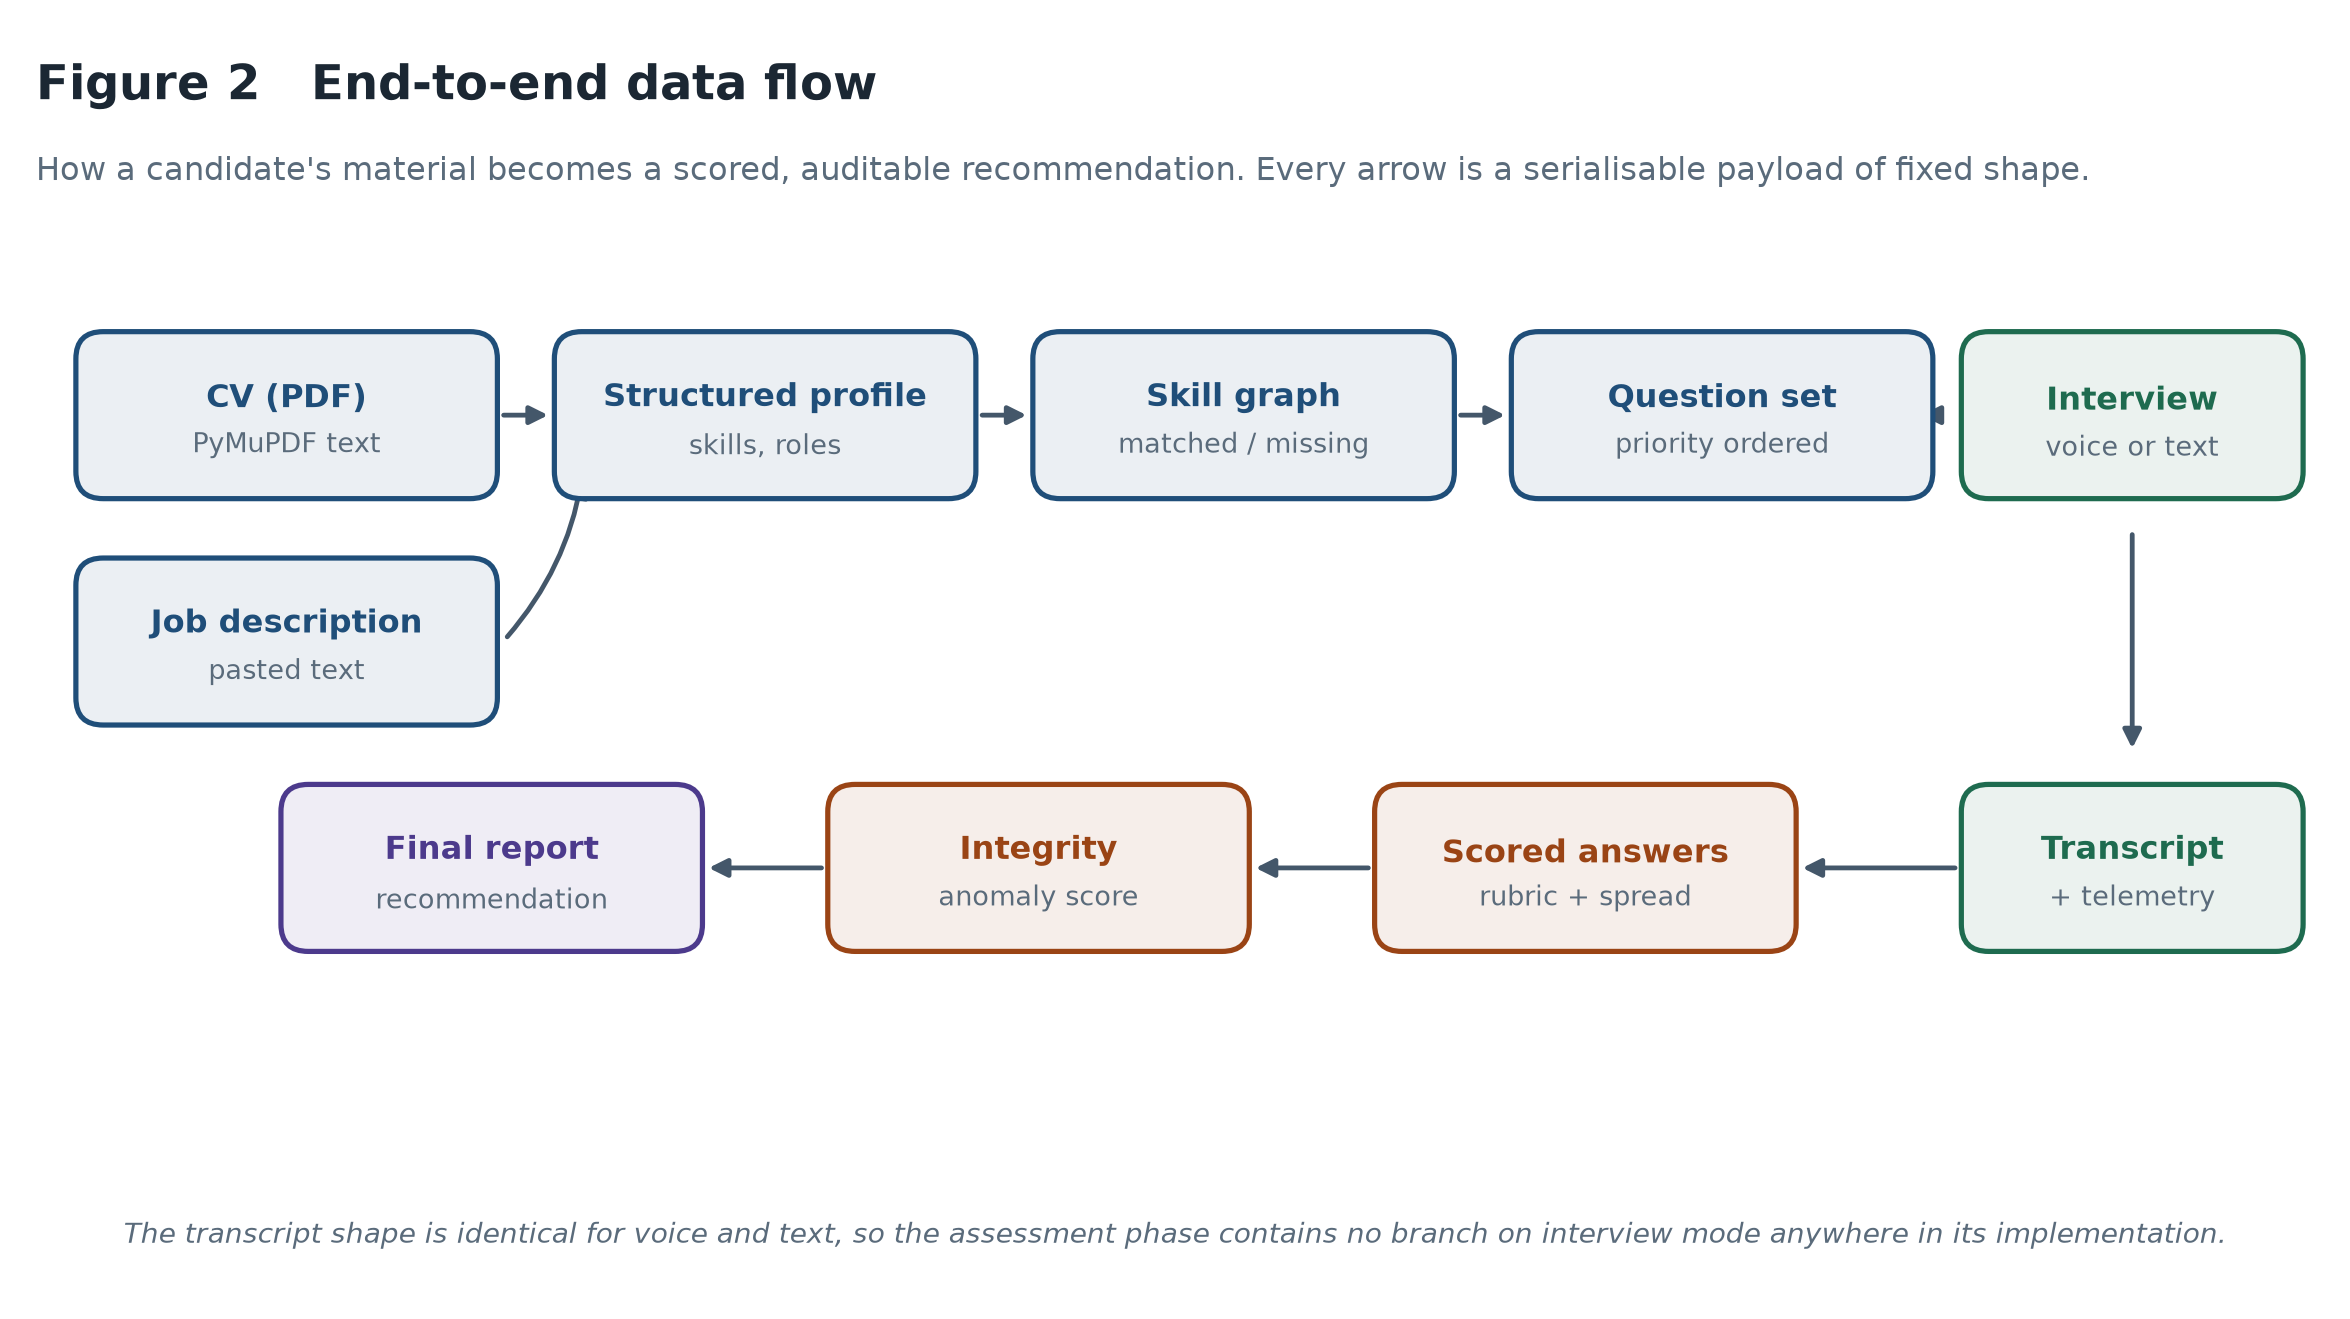 Figure 2   End-to-end data flow
How a candidate's material becomes a scored, auditable recommendation. Every arrow is a serialisable payload of fixed shape.
CV (PDF)
PyMuPDF text
Structured profile
skills, roles
Skill graph
matched / missing
Question set
priority ordered
Interview
voice or text
Job description
pasted text
Final report
recommendation
Integrity
anomaly score
Scored answers
rubric + spread
Transcript
+ telemetry
The transcript shape is identical for voice and text, so the assessment phase contains no branch on interview mode anywhere in its implementation.